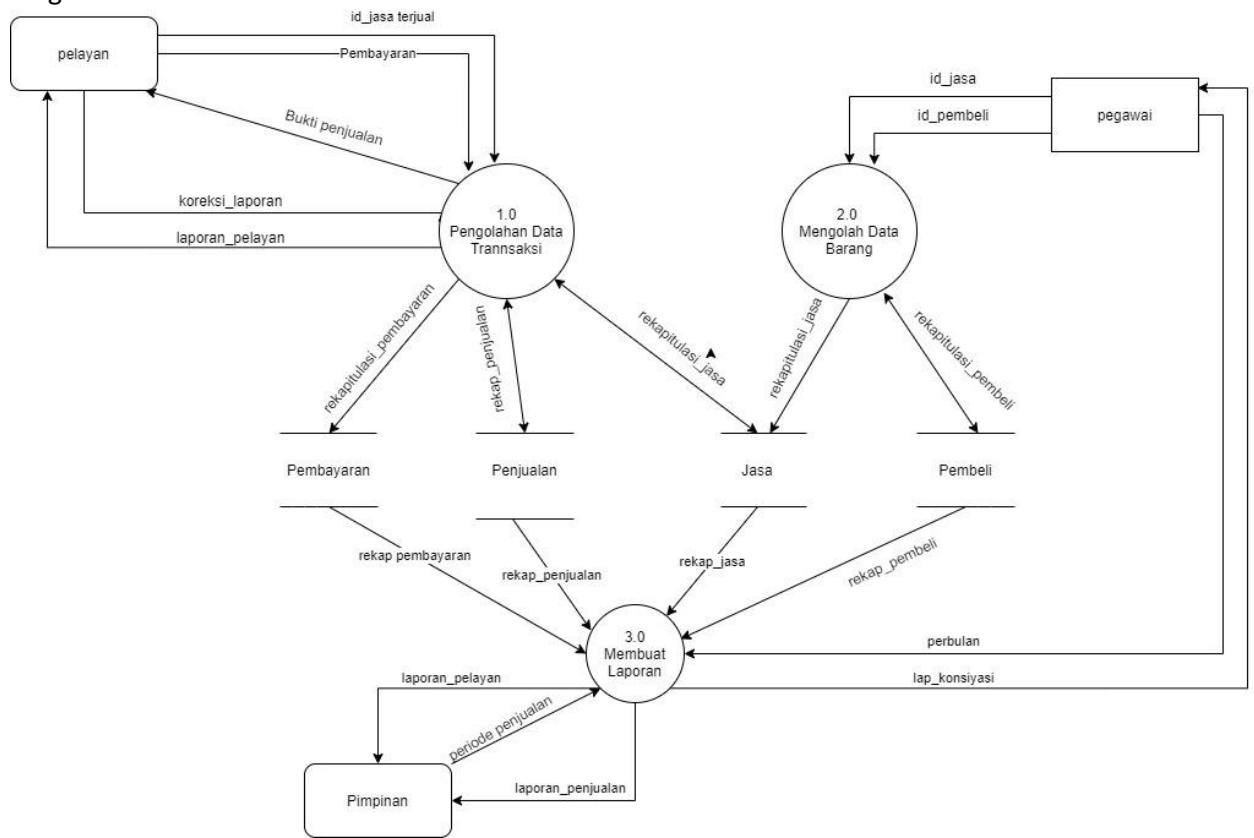 id_jasa terjual
pelayan
Pembayaran
id_jasa
Bukti penjualan
id_pembeli
pegawai
koreksi_laporan
1.0
Pengolahan Data
Trannsaksi
2.0
Mengolah Data
Barang
laporan_pelayan
rekapitulasi_pembayaran
rekap_penjualan
rekapitulasi_jasa
rekapitulasi_jasa
rekapitulasi_pembeli
Pembayaran
Penjualan
Jasa
Pembeli
rekap pembayaran
rekap_penjualan
rekap_jasa
rekap_pembeli
3.0
Membuat
Laporan
perbulan
laporan_pelayan
lap_konsiyasi
periode penjualan
laporan_penjualan
Pimpinan